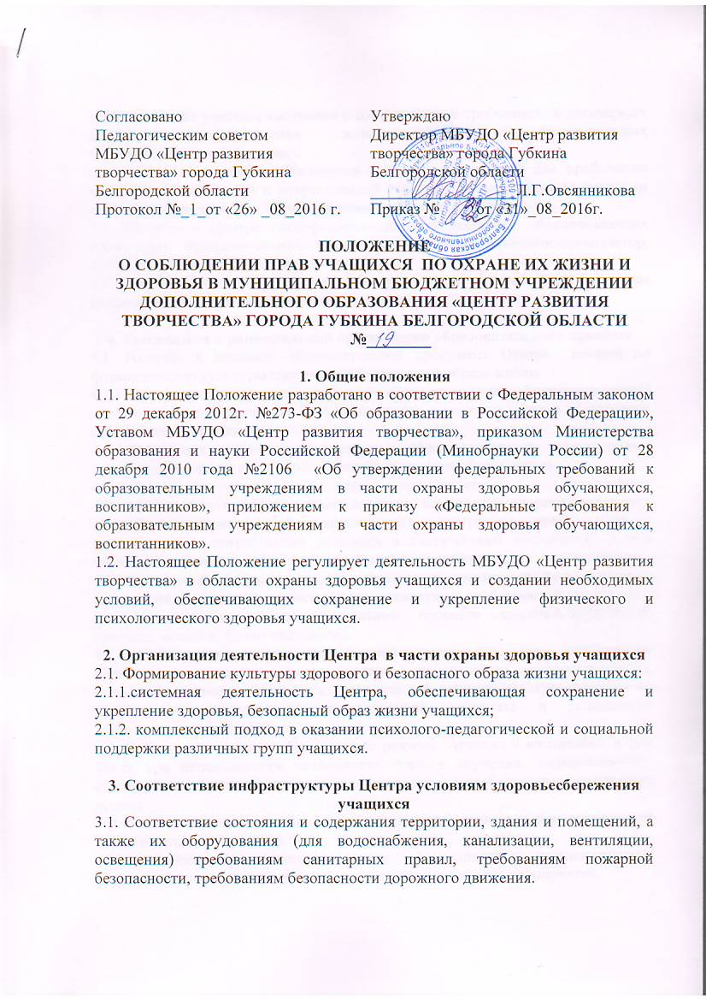 Согласовано
Педагогическим советом
МБУДО «Центр развития
творчества» города Губкина
Белгородской области
Протокол №_1_от «26» _08_2016 г.
Утверждаю
Директор МБУДО «Центр развития
творчества» города Губкина
Белгородской области
Л.Г.Овсянникова
Приказ № от «31»_08_2016г.
ПОЛОЖЕНИЕ
О СОБЛЮДЕНИИ ПРАВ УЧАЩИХСЯ ПО ОХРАНЕ ИХ ЖИЗНИ И
ЗДОРОВЬЯ В МУНИЦИПАЛЬНОМ БЮДЖЕТНОМ УЧРЕЖДЕНИИ
ДОПОЛНИТЕЛЬНОГО ОБРАЗОВАНИЯ «ЦЕНТР РАЗВИТИЯ
ТВОРЧЕСТВА» ГОРОДА ГУБКИНА БЕЛГОРОДСКОЙ ОБЛАСТИ
№ 19
1. Общие положения
1.1. Настоящее Положение разработано в соответствии с Федеральным законом
от 29 декабря 2012г. №273-ФЗ «Об образовании в Российской Федерации»,
Уставом МБУДО «Центр развития творчества», приказом Министерства
образования и науки Российской Федерации (Минобрнауки России) от 28
декабря 2010 года №2106 «Об утверждении федеральных требований к
образовательным учреждениям в части охраны здоровья обучающихся,
воспитанников», приложением к приказу «Федеральные требования к
образовательным учреждениям в части охраны здоровья обучающихся,
воспитанников».
1.2. Настоящее Положение регулирует деятельность МБУДО «Центр развития
творчества» в области охраны здоровья учащихся и создании необходимых
условий, обеспечивающих сохранение и укрепление физического и
психологического здоровья учащихся.
2. Организация деятельности Центра в части охраны здоровья учащихся
2.1. Формирование культуры здорового и безопасного образа жизни учащихся:
2.1.1.системная деятельность Центра, обеспечивающая сохранение и
укрепление здоровья, безопасный образ жизни учащихся;
2.1.2. комплексный подход в оказании психолого-педагогической и социальной
поддержки различных групп учащихся.
3. Соответствие инфраструктуры Центра условиям здоровьесбережения
учащихся
3.1. Соответствие состояния и содержания территории, здания и помещений, а
также их оборудования (для водоснабжения, канализации, вентиляции,
освещения) требованиям санитарных правил, требованиям пожарной
безопасности, требованиям безопасности дорожного движения.